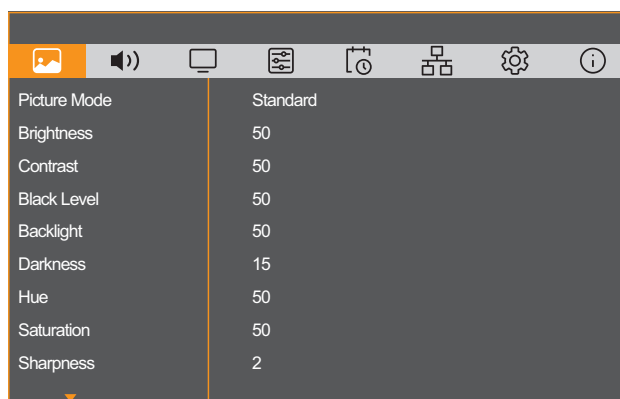 Picture Mode Standard
Brightness 50
Contrast 50
Black Level 50
Backlight 50
Darkness 15
Hue 50
Saturation 50
Sharpness 2